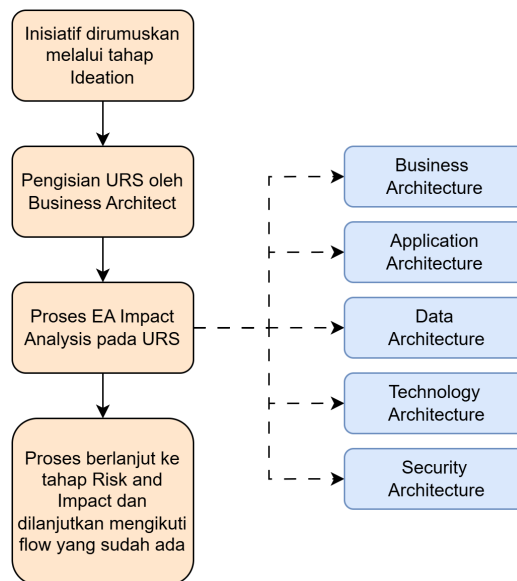 Inisiatif dirumuskan
melalui tahap
Ideation
Pengisian URS oleh
Business Architect
Proses EA Impact
Analysis pada URS
Proses berlanjut ke
tahap Risk and
Impact dan
dilanjutkan mengikuti
flow yang sudah ada
Business
Architecture
Application
Architecture
Data
Architecture
Technology
Architecture
Security
Architecture